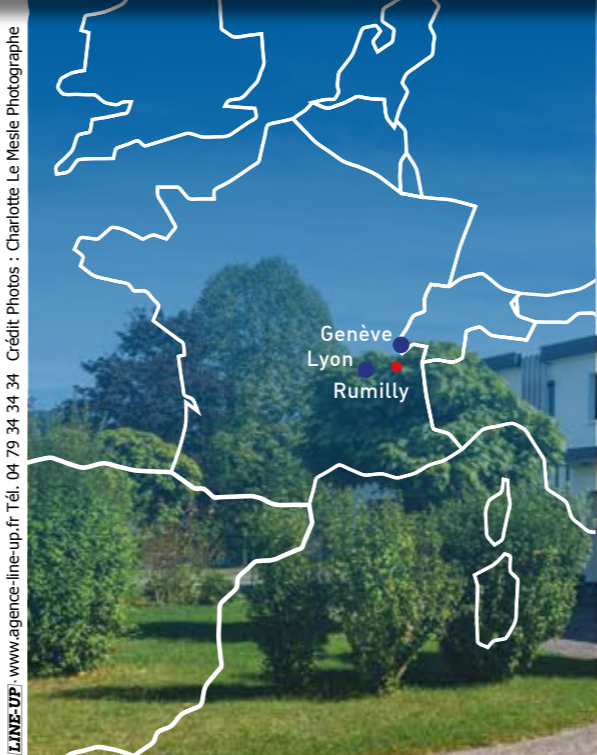 LINE-UP - www.agence-line-up.fr Tél. 04 79 34 34 34 Crédit Photos : Charlotte Le Mesle Photographe
Genève
Lyon
Rumilly